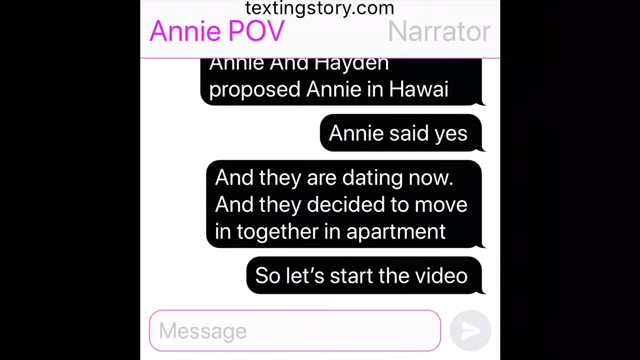 textingstory.com
Annie POV
Narrator
Annie And Hayden
proposed Annie in Hawai
Annie said yes
And they are dating now.
And they decided to move
in together in apartment
So let's start the video
Message